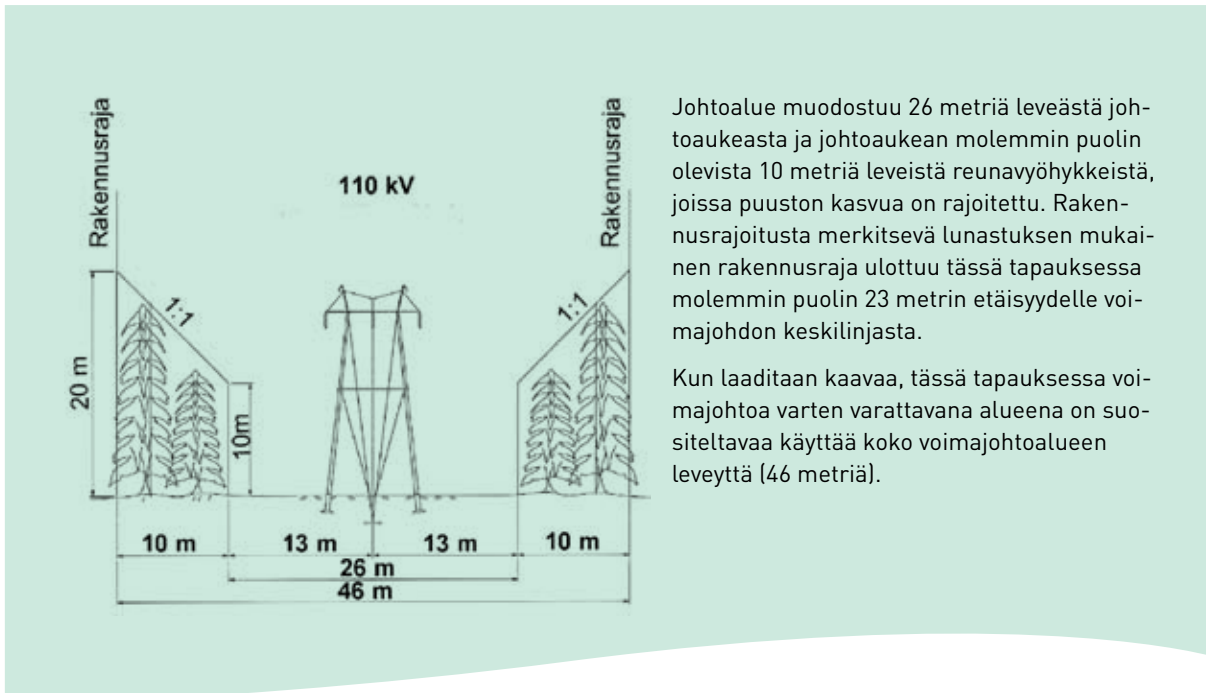 Rakennusraja
Rakennusraja
110 kV
1:1
1:1
20 m
10m
10 m
13 m
13 m
10 m
26 m
46 m
Johtoalue muodostuu 26 metriä leveästä joh-
toaukeasta ja johtoaukean molemmin puolin
olevista 10 metriä leveistä reunavyöhykkeistä,
joissa puuston kasvua on rajoitettu. Raken-
nusrajoitusta merkitsevä lunastuksen mukai-
nen rakennusraja ulottuu tässä tapauksessa
molemmin puolin 23 metrin etäisyydelle voi-
majohdon keskilinjasta.
Kun laaditaan kaavaa, tässä tapauksessa voi-
majohtoa varten varattavana alueena on suo-
siteltavaa käyttää koko voimajohtoalueen
leveyttä (46 metriä).